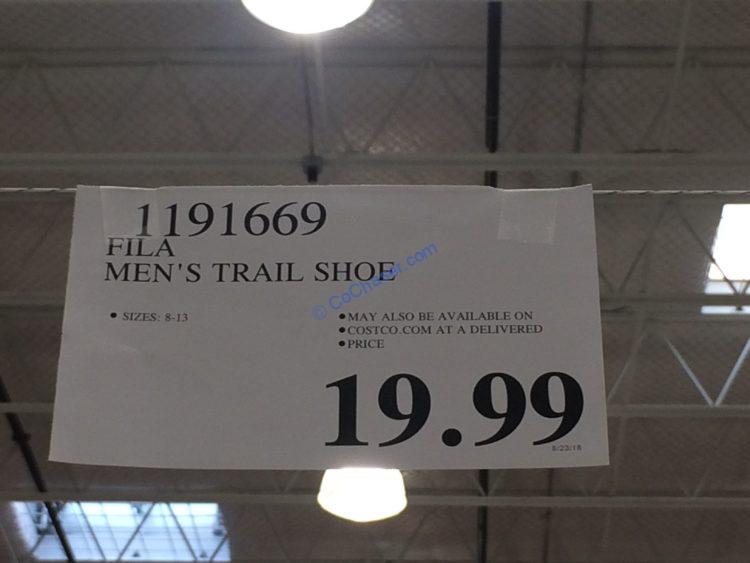 1191669
FILA
MEN'S TRAIL SHOE
© CoChaser.com
• SIZES: 8-13
• MAY ALSO BE AVAILABLE ON
• COSTCO.COM AT A DELIVERED
• PRICE
19.99
8/23/18